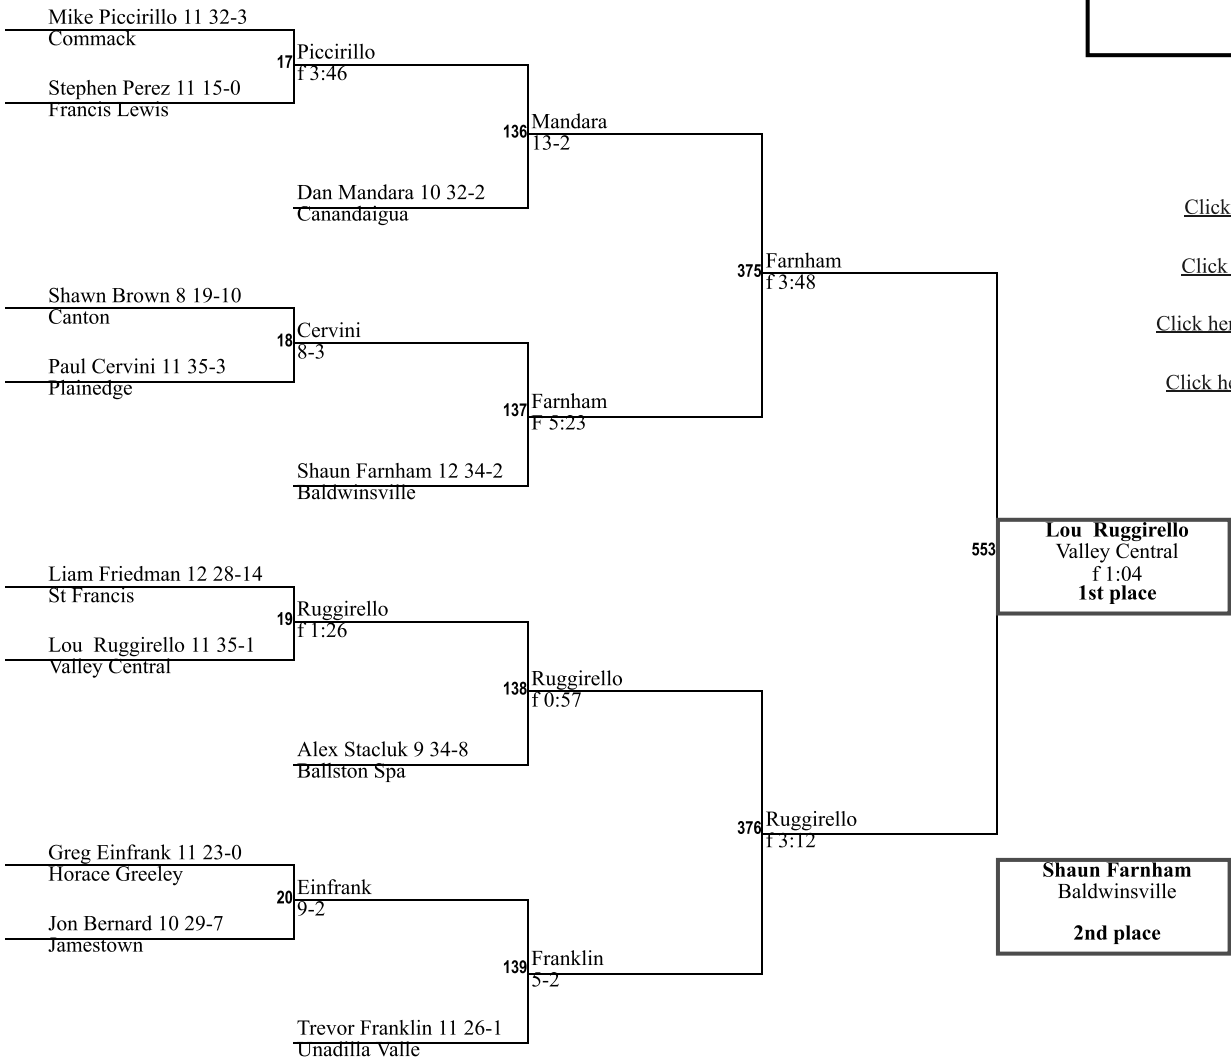 Mike Piccirillo 11 32-3
Commack
17
Piccirillo
f 3:46
Stephen Perez 11 15-0
Francis Lewis
136
Mandara
13-2
Dan Mandara 10 32-2
Canandaigua
Click
375
Farnham
f 3:48
Click
Shawn Brown 8 19-10
Canton
18
Cervini
8-3
Click her
Paul Cervini 11 35-3
Plainedge
Click he
137
Farnham
F 5:23
Shaun Farnham 12 34-2
Baldwinsville
553
Lou Ruggirello
Valley Central
f 1:04
1st place
Liam Friedman 12 28-14
St Francis
19
Ruggirello
f 1:26
Lou Ruggirello 11 35-1
Valley Central
138
Ruggirello
f 0:57
Alex Stacluk 9 34-8
Ballston Spa
376
Ruggirello
f 3:12
Greg Einfrank 11 23-0
Horace Greeley
20
Einfrank
9-2
Shaun Farnham
Baldwinsville
2nd place
Jon Bernard 10 29-7
Jamestown
139
Franklin
5-2
Trevor Franklin 11 26-1
Unadilla Valle